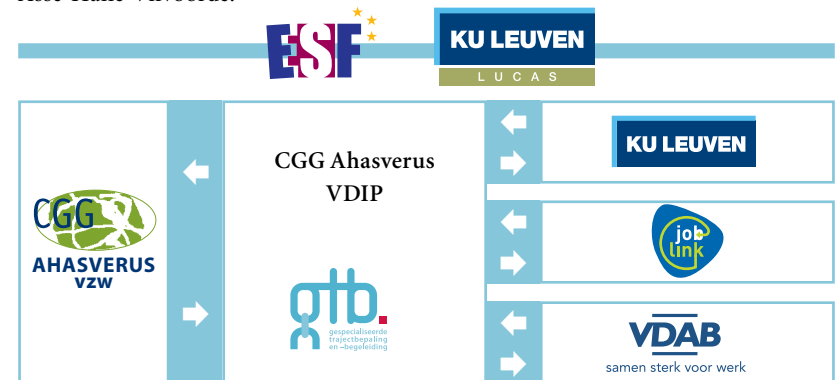 ESF
KU LEUVEN
LUCAS
CGG
AHASVERUS
vzw
CGG Ahasverus
VDIP
gtb.
gespecialiseerde
trajectbepaling
en -begeleiding
KU LEUVEN
job
link
VDAB
samen sterk voor werk